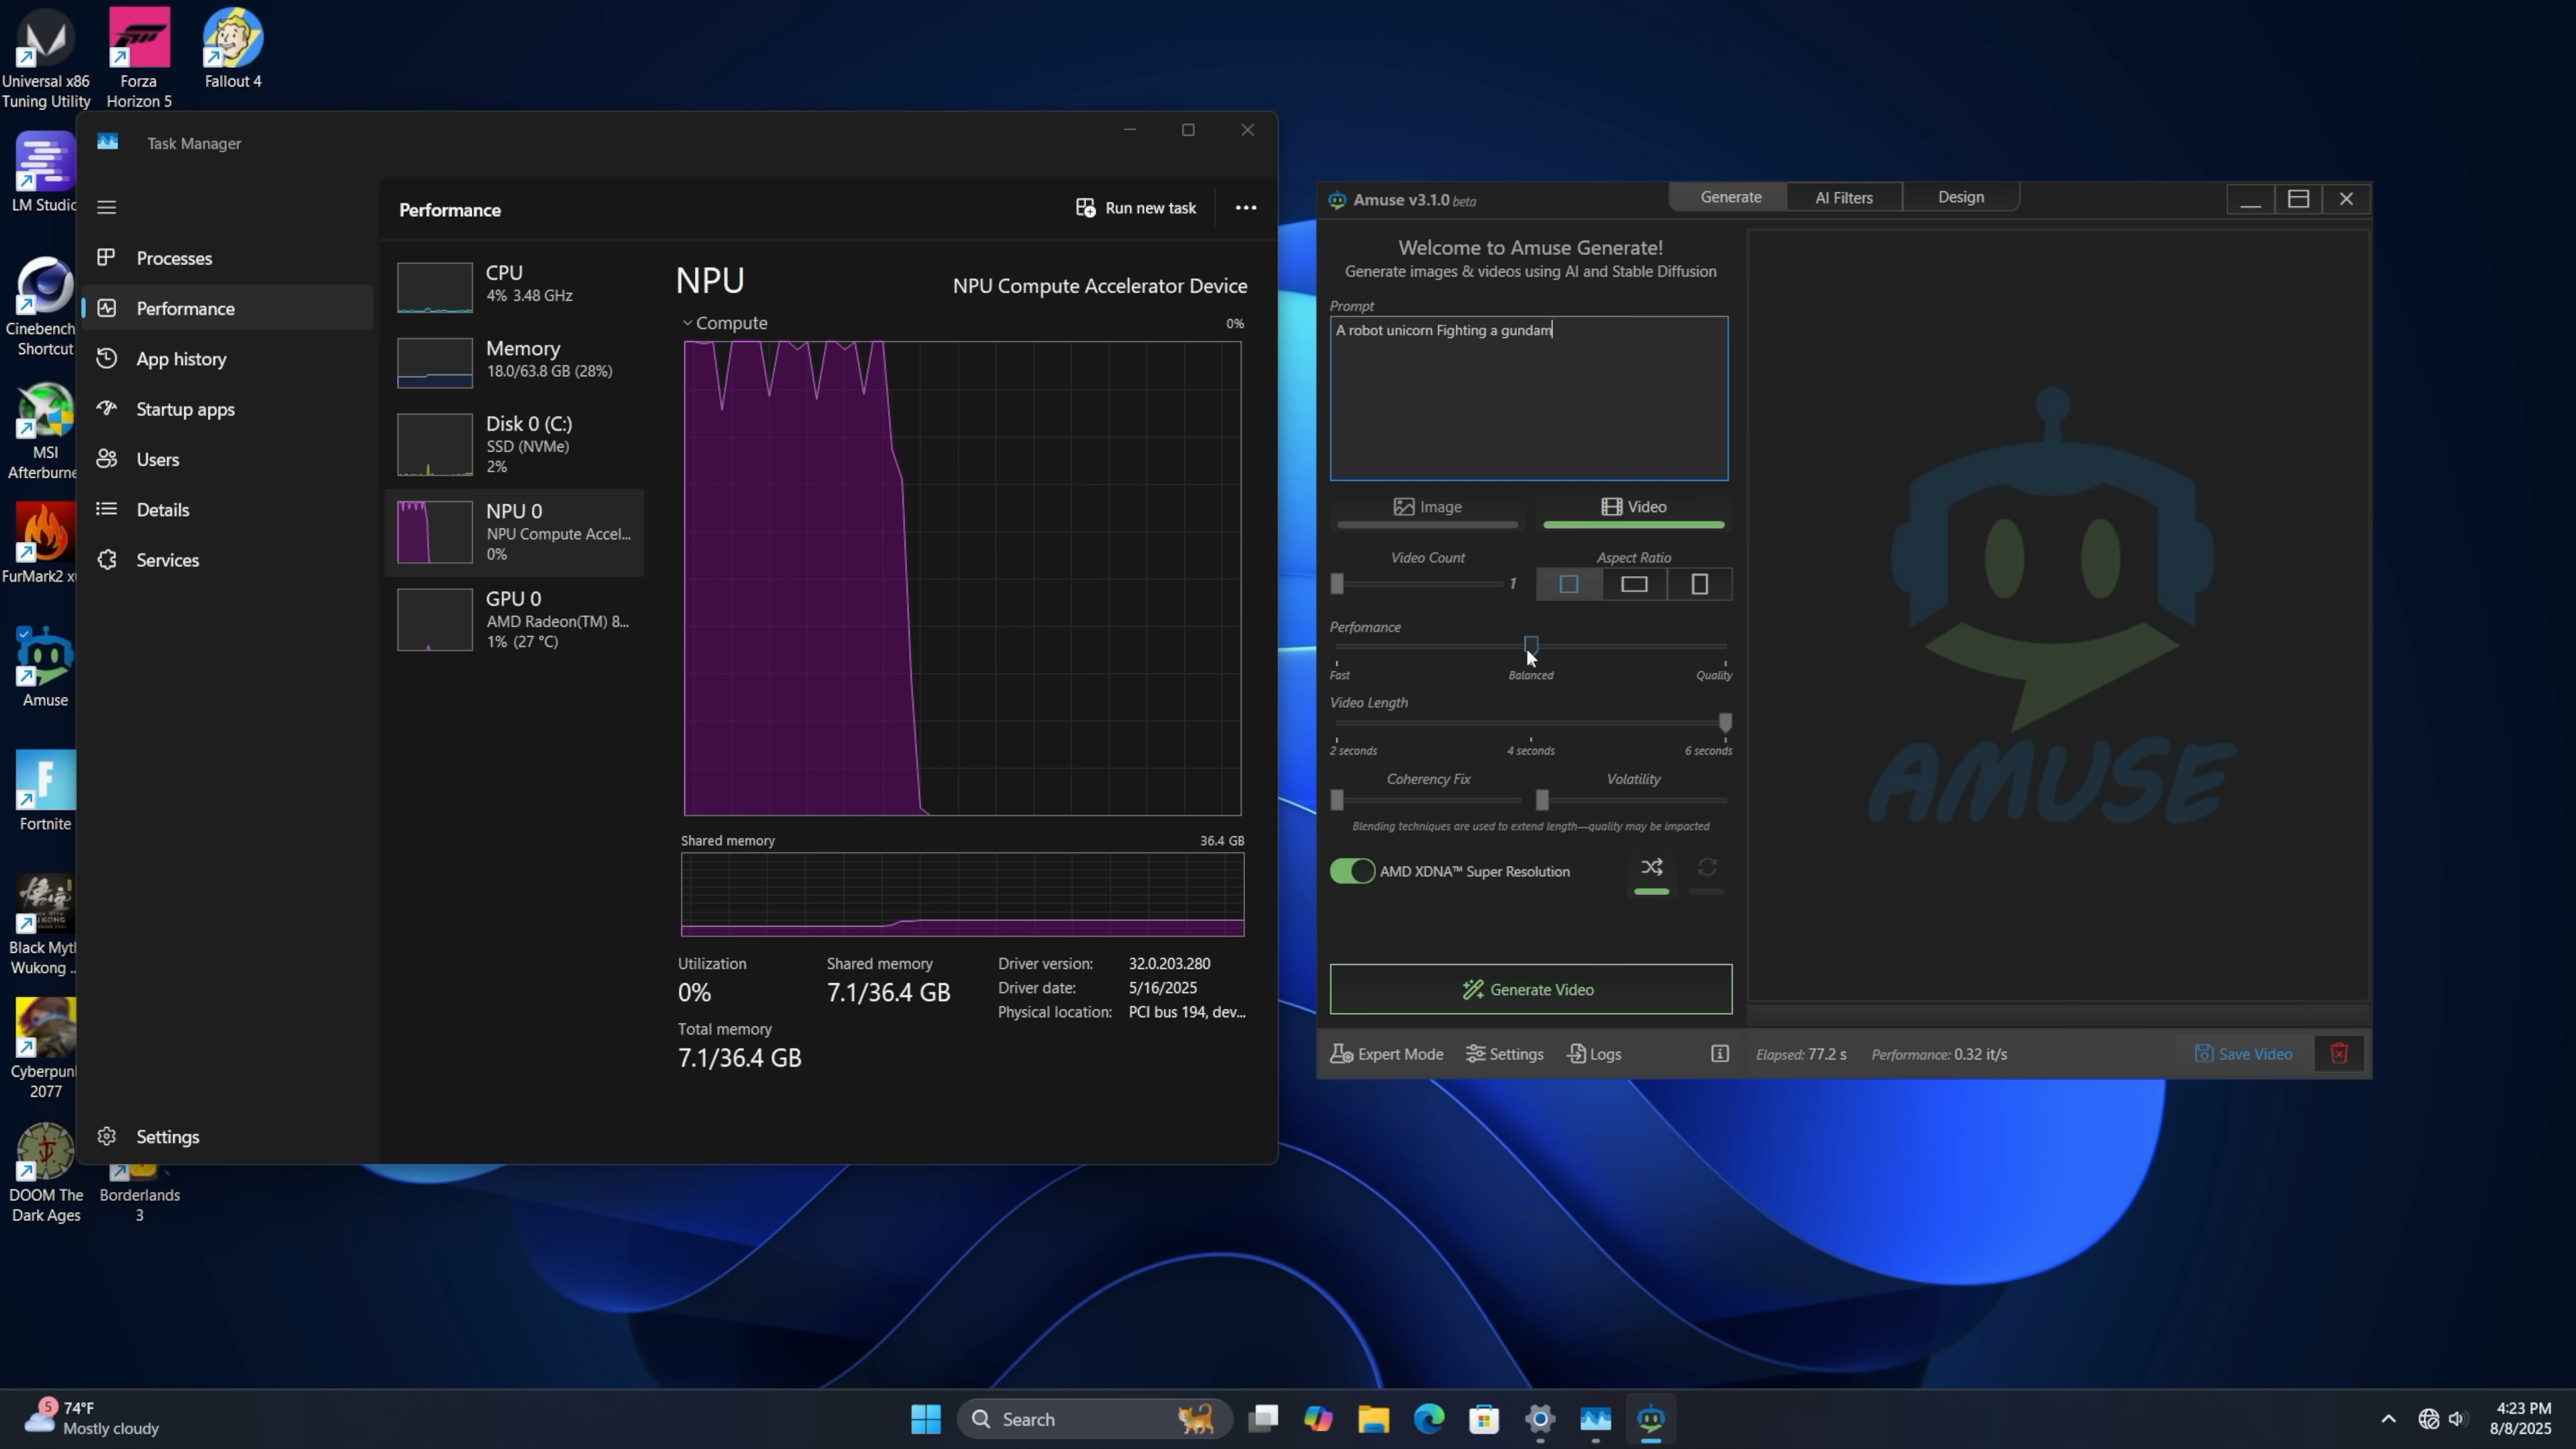 Universal x86
Tuning Utility
Forza
Horizon 5
Fallout 4
LM Studio
Cinebench
Shortcut
MSI
Afterburne
FurMark2 x
Amuse
Fortnite
Black Myt
Wukong ..
Cyberpun
2077
DOOM The
Dark Ages
Borderlands
3
Task Manager
Processes
Performance
App history
Startup apps
Users
Details
Services
Settings
Performance
Run new task
CPU
4% 3.48 GHz
Memory
18.0/63.8 GB (28%)
Disk 0 (C:)
SSD (NVMe)
2%
NPU 0
NPU Compute Accel...
0%
GPU 0
AMD Radeon(TM) 8...
1% (27 °C)
NPU
NPU Compute Accelerator Device
Compute
0%
Shared memory
36.4 GB
Utilization
0%
Shared memory
7.1/36.4 GB
Total memory
7.1/36.4 GB
Driver version: 32.0.203.280
Driver date: 5/16/2025
Physical location: PCI bus 194, dev...
Amuse v3.1.0 beta
Generate
AI Filters
Design
Welcome to Amuse Generate!
Generate images & videos using AI and Stable Diffusion
Prompt
A robot unicorn Fighting a gundam
Image
Video
Video Count
1
Aspect Ratio
Perfomance
Fast
Balanced
Quality
Video Length
2 seconds
4 seconds
6 seconds
Coherency Fix
Volatility
Blending techniques are used to extend length—quality may be impacted
AMD XDNA™ Super Resolution
Generate Video
AMUSE
Expert Mode
Settings
Logs
Elapsed: 77.2 s
Performance: 0.32 it/s
Save Video
5
74°F
Mostly cloudy
Search
4:23 PM
8/8/2025